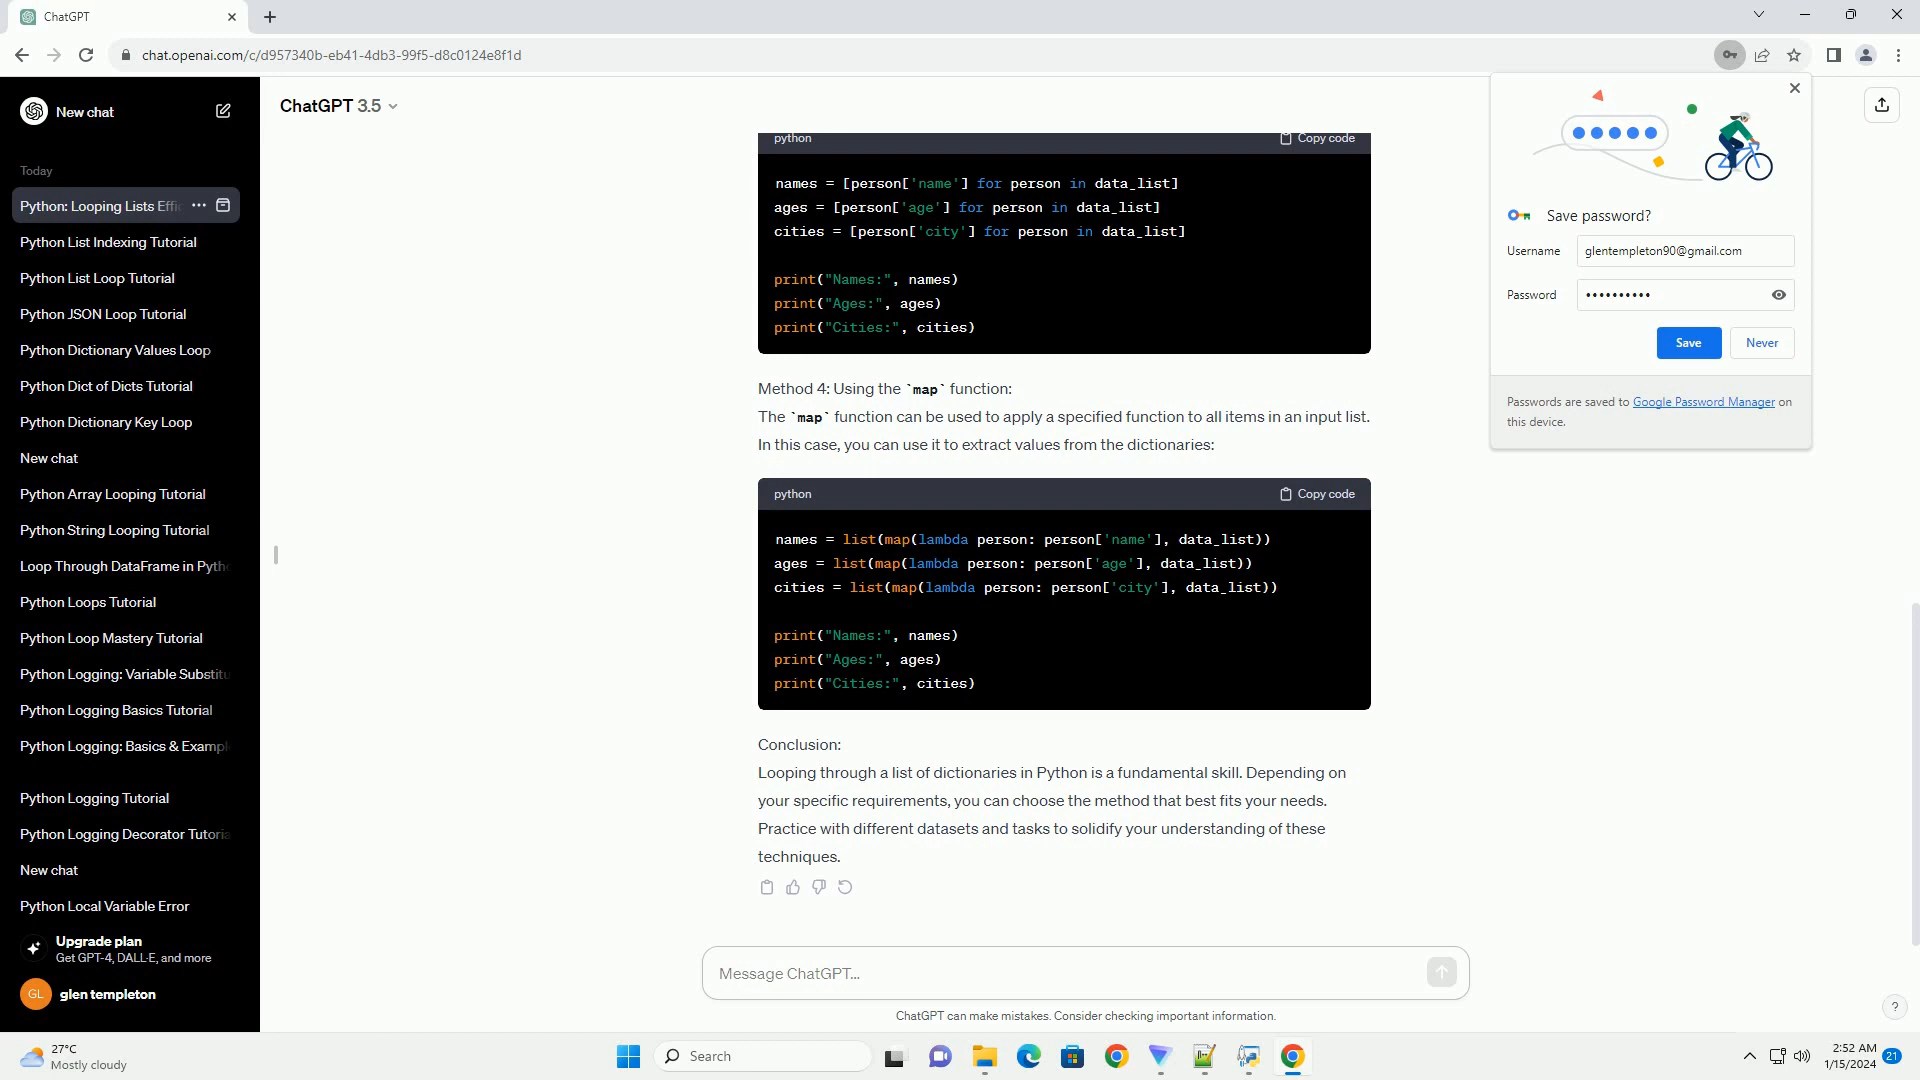 ChatGPT
chat.openai.com/c/d957340b-eb41-4db3-99f5-d8c0124e8f1d
New chat
Today
Python: Looping Lists Effi
Python List Indexing Tutorial
Python List Loop Tutorial
Python JSON Loop Tutorial
Python Dictionary Values Loop
Python Dict of Dicts Tutorial
Python Dictionary Key Loop
New chat
Python Array Looping Tutorial
Python String Looping Tutorial
Loop Through DataFrame in Pyth
Python Loops Tutorial
Python Loop Mastery Tutorial
Python Logging: Variable Substitu
Python Logging Basics Tutorial
Python Logging: Basics & Exampl
Python Logging Tutorial
Python Logging Decorator Tutoria
New chat
Python Local Variable Error
Upgrade plan
Get GPT-4, DALL·E, and more
GL glen templeton
ChatGPT 3.5
python Copy code
names = [person['name'] for person in data_list]
ages = [person['age'] for person in data_list]
cities = [person['city'] for person in data_list]
print("Names:", names)
print("Ages:", ages)
print("Cities:", cities)
Method 4: Using the `map` function:
The `map` function can be used to apply a specified function to all items in an input list.
In this case, you can use it to extract values from the dictionaries:
python Copy code
names = list(map(lambda person: person['name'], data_list))
ages = list(map(lambda person: person['age'], data_list))
cities = list(map(lambda person: person['city'], data_list))
print("Names:", names)
print("Ages:", ages)
print("Cities:", cities)
Conclusion:
Looping through a list of dictionaries in Python is a fundamental skill. Depending on
your specific requirements, you can choose the method that best fits your needs.
Practice with different datasets and tasks to solidify your understanding of these
techniques.
Message ChatGPT...
ChatGPT can make mistakes. Consider checking important information.
?
Save password?
Username glentempleton90@gmail.com
Password ••••••••••
Save Never
Passwords are saved to Google Password Manager on
this device.
27°C
Mostly cloudy
Search
2:52 AM
1/15/2024
21